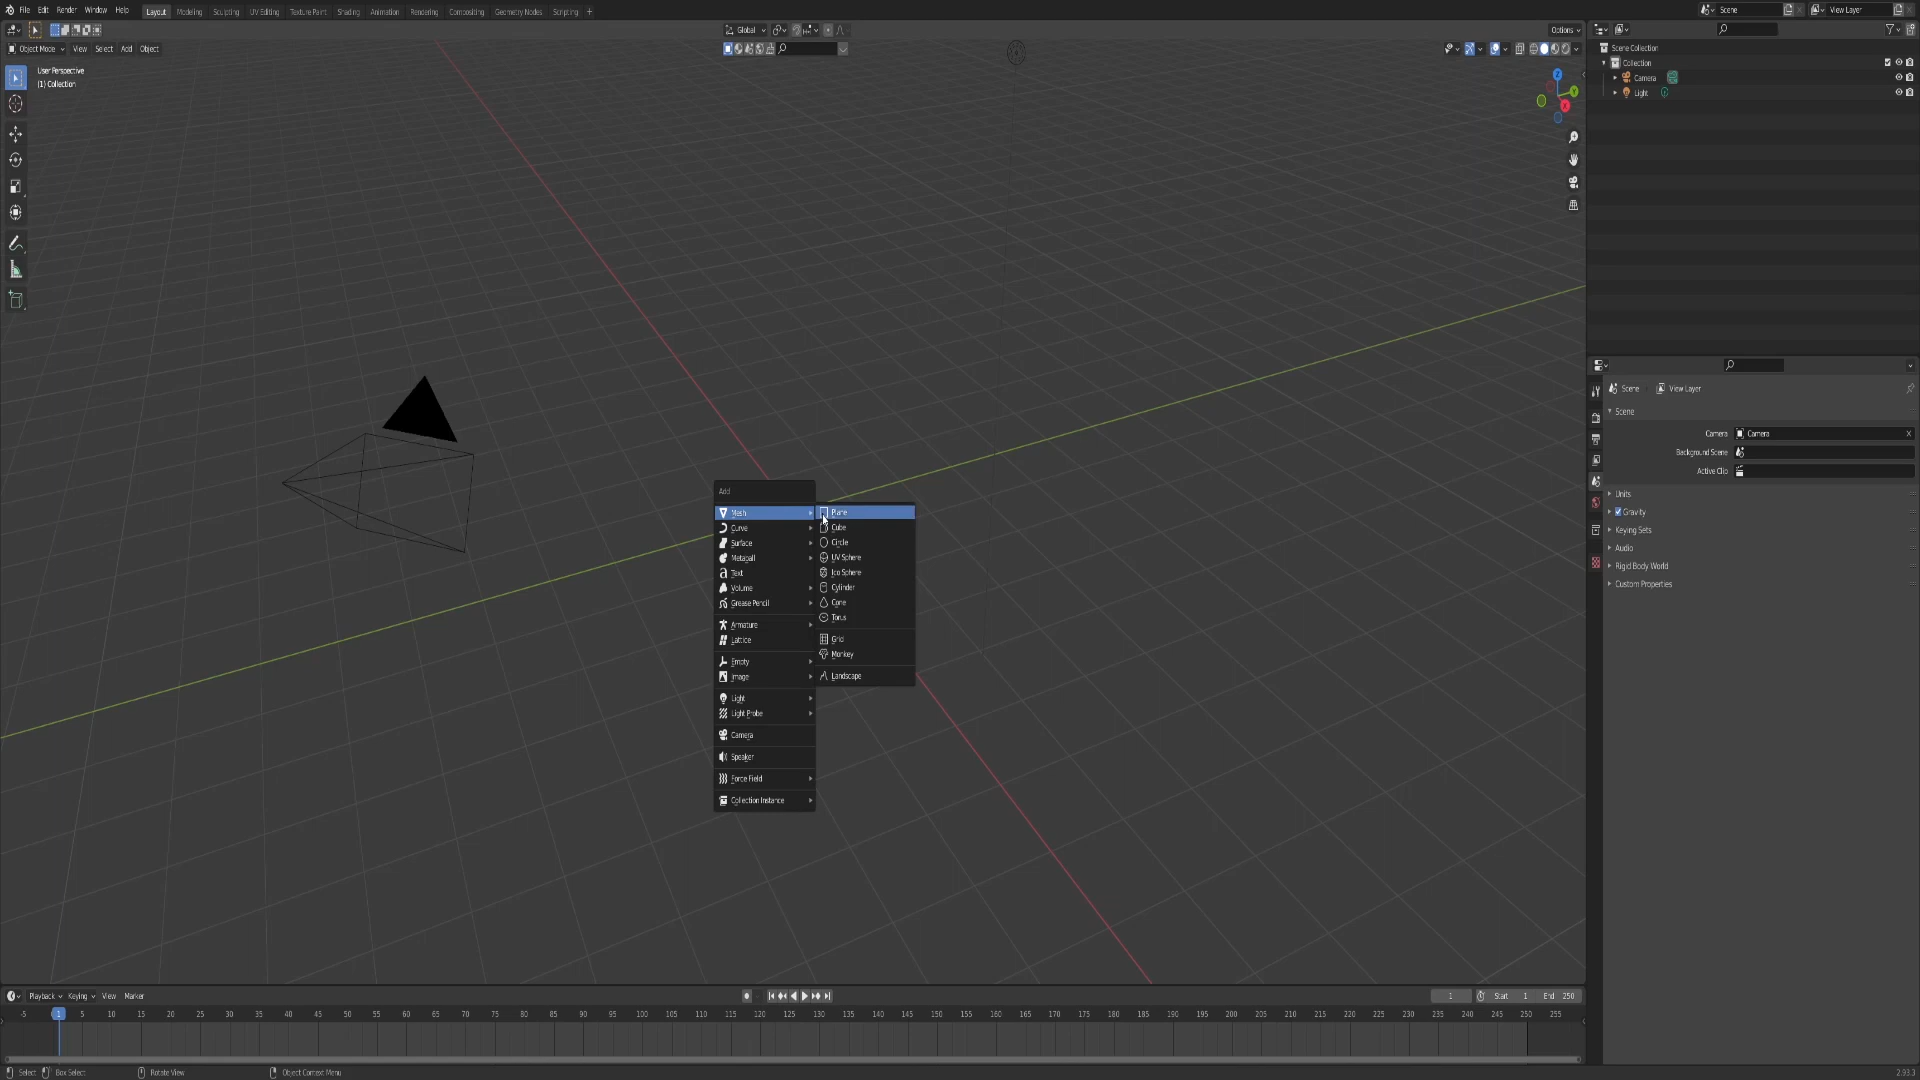 File Edit Render Window Help Layout Modeling Sculpting UV Editing Texture Paint Shading Animation Rendering Compositing Geometry Nodes Scripting + Scene View Layer
Global Options
Object Mode View Select Add Object
User Perspective
(1) Collection
Z
Y
X
Scene Collection
Collection
Camera
Light
Scene View Layer
Scene
Camera Camera
Background Scene
Active Clip
Units
Gravity
Keying Sets
Audio
Rigid Body World
Custom Properties
Add
Mesh
Curve
Surface
Metaball
Text
Volume
Grease Pencil
Armature
Lattice
Empty
Image
Light
Light Probe
Camera
Speaker
Force Field
Collection Instance
Plane
Cube
Circle
UV Sphere
Ico Sphere
Cylinder
Cone
Torus
Grid
Monkey
Landscape
Playback Keying View Marker 1 Start 1 End 250
-5 1 5 10 15 20 25 30 35 40 45 50 55 60 65 70 75 80 85 90 95 100 105 110 115 120 125 130 135 140 145 150 155 160 165 170 175 180 185 190 195 200 205 210 215 220 225 230 235 240 245 250 255
Select Box Select Rotate View Object Context Menu 2.93.3